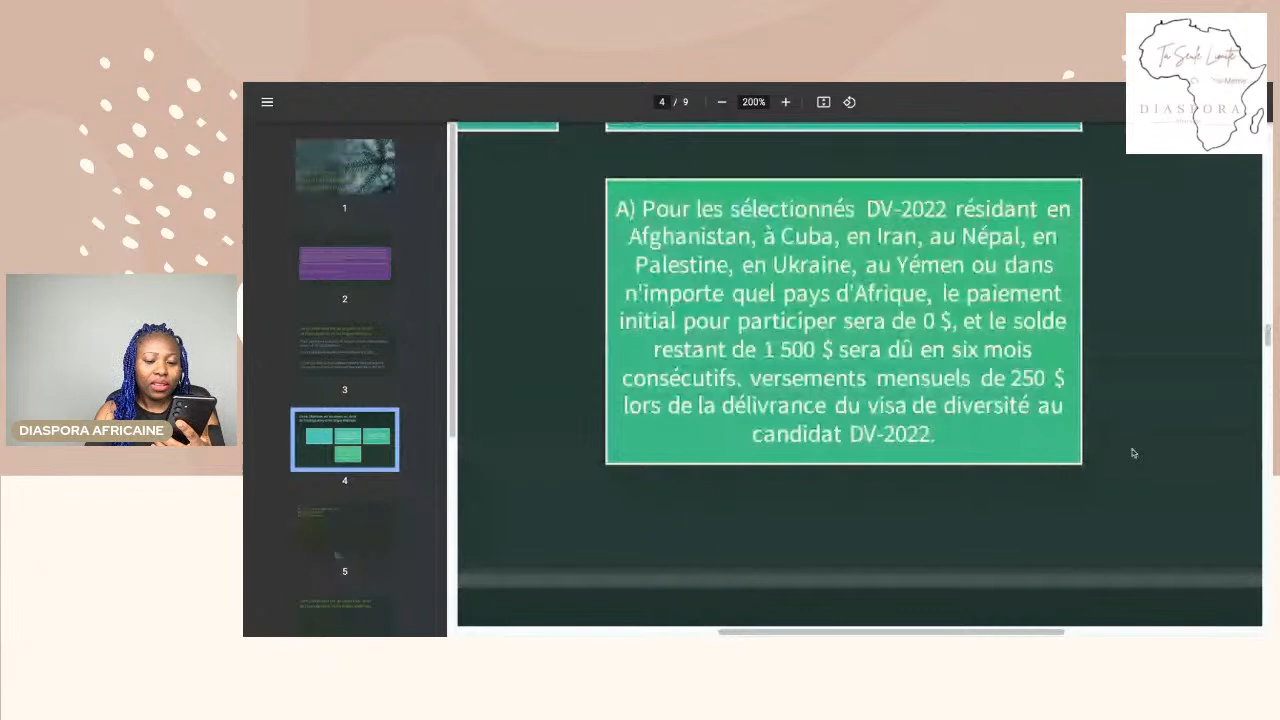 Ta Seule Limite
DIASPORA
4 / 9
200%
A) Pour les sélectionnés DV-2022 résidant en
Afghanistan, à Cuba, en Iran, au Népal, en
Palestine, en Ukraine, au Yémen ou dans
n'importe quel pays d'Afrique, le paiement
initial pour participer sera de 0 $, et le solde
restant de 1 500 $ sera dû en six mois
consécutifs. versements mensuels de 250 $
lors de la délivrance du visa de diversité au
candidat DV-2022.
1
2
3
4
5
DIASPORA AFRICAINE